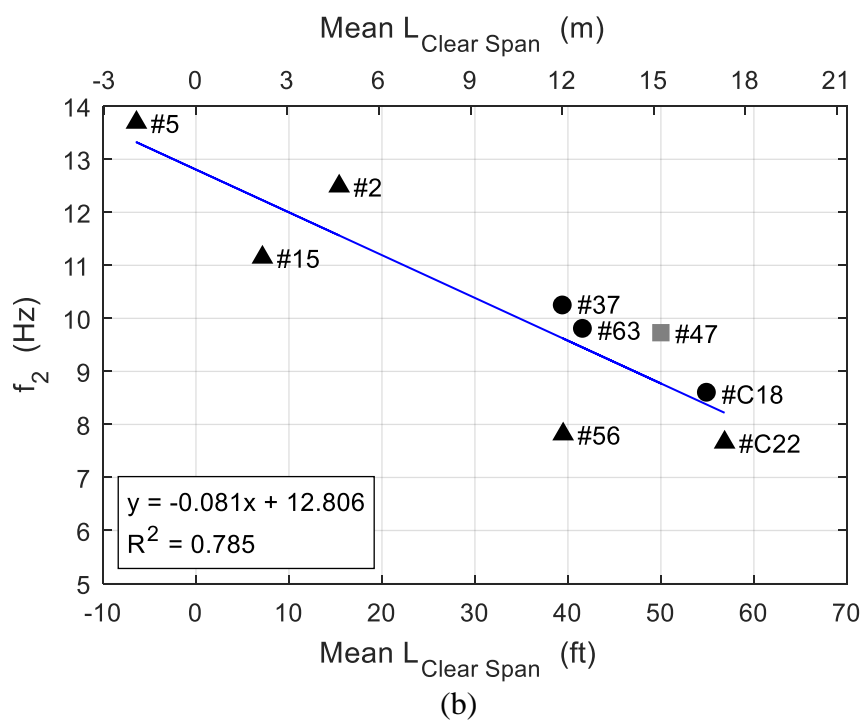 Mean L_Clear Span (m)
-3 0 3 6 9 12 15 18 21
14
13
12
11
10
9
8
7
6
5
f_2 (Hz)
#5
#2
#15
#37
#63
#47
#C18
#56
#C22
y = -0.081x + 12.806
R^2 = 0.785
-10 0 10 20 30 40 50 60 70
Mean L_Clear Span (ft)
(b)